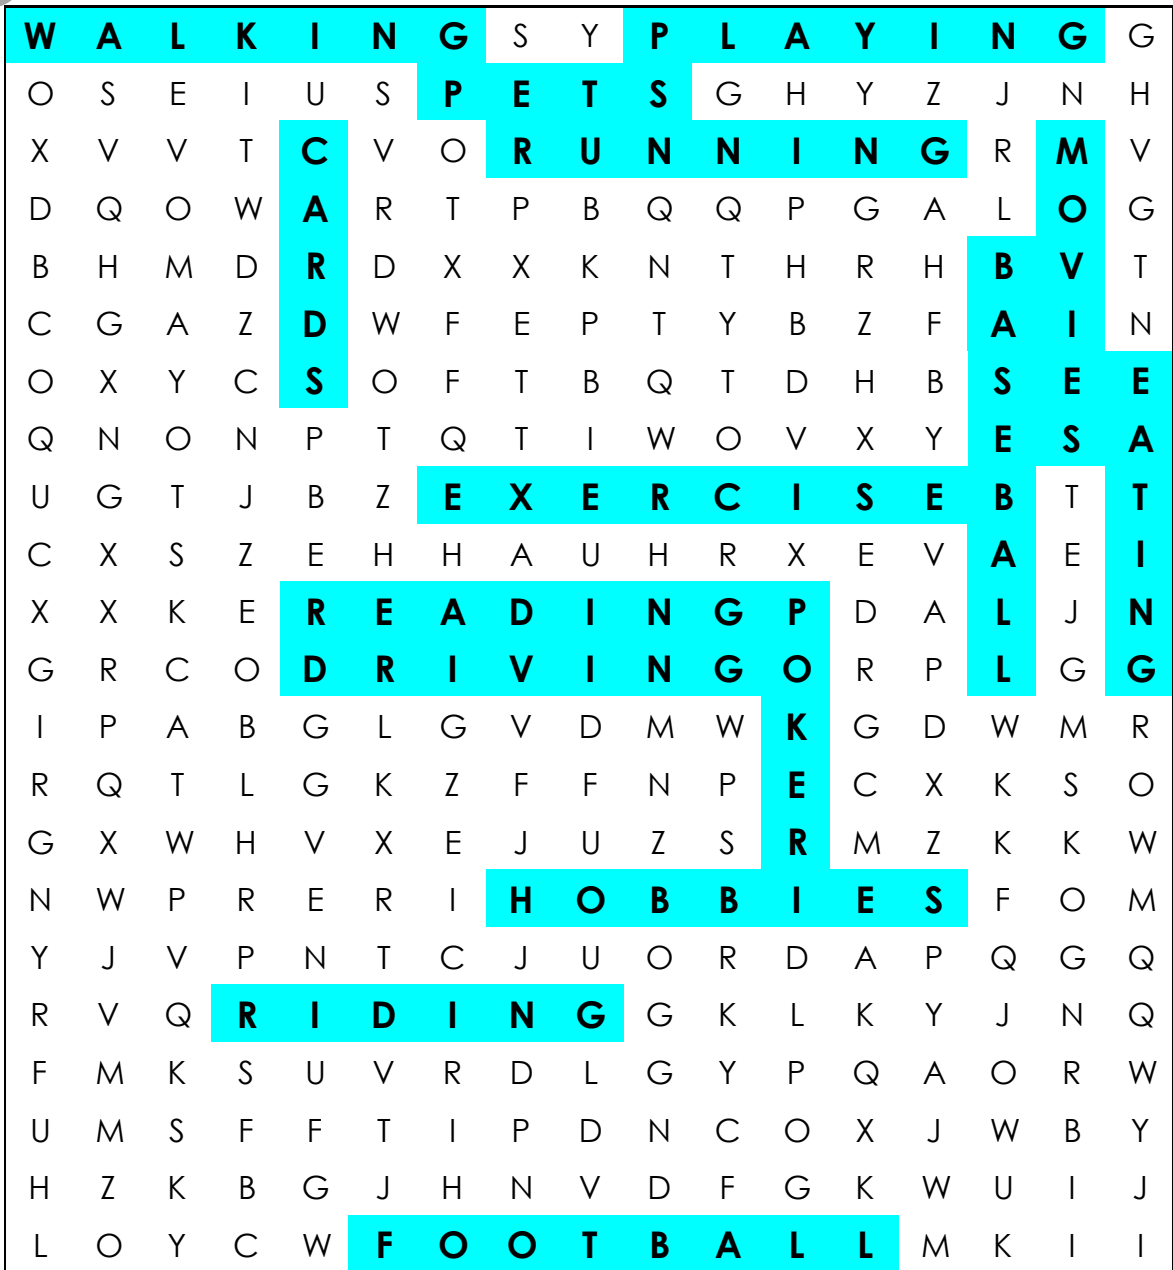 W A L K I N G S Y P L A Y I N G G
O S E I U S P E T S G H Y Z J N H
X V V T C V O R U N N I N G R M V
D Q O W A R T P B Q Q P G A L O G
B H M D R D X X K N T H R H B V T
C G A Z D W F E P T Y B Z F A I N
O X Y C S O F T B Q T D H B S E E
Q N O N P T Q T I W O V X Y E S A
U G T J B Z E X E R C I S E B T T
C X S Z E H H A U H R X E V A E I
X X K E R E A D I N G P D A L J N
G R C O D R I V I N G O R P L G G
I P A B G L G V D M W K G D W M R
R Q T L G K Z F F N P E C X K S O
G X W H V X E J U Z S R M Z K K W
N W P R E R I H O B B I E S F O M
Y J V P N T C J U O R D A P Q G Q
R V Q R I D I N G G K L K Y J N Q
F M K S U V R D L G Y P Q A O R W
U M S F F T I P D N C O X J W B Y
H Z K B G J H N V D F G K W U I J
L O Y C W F O O T B A L L M K I I